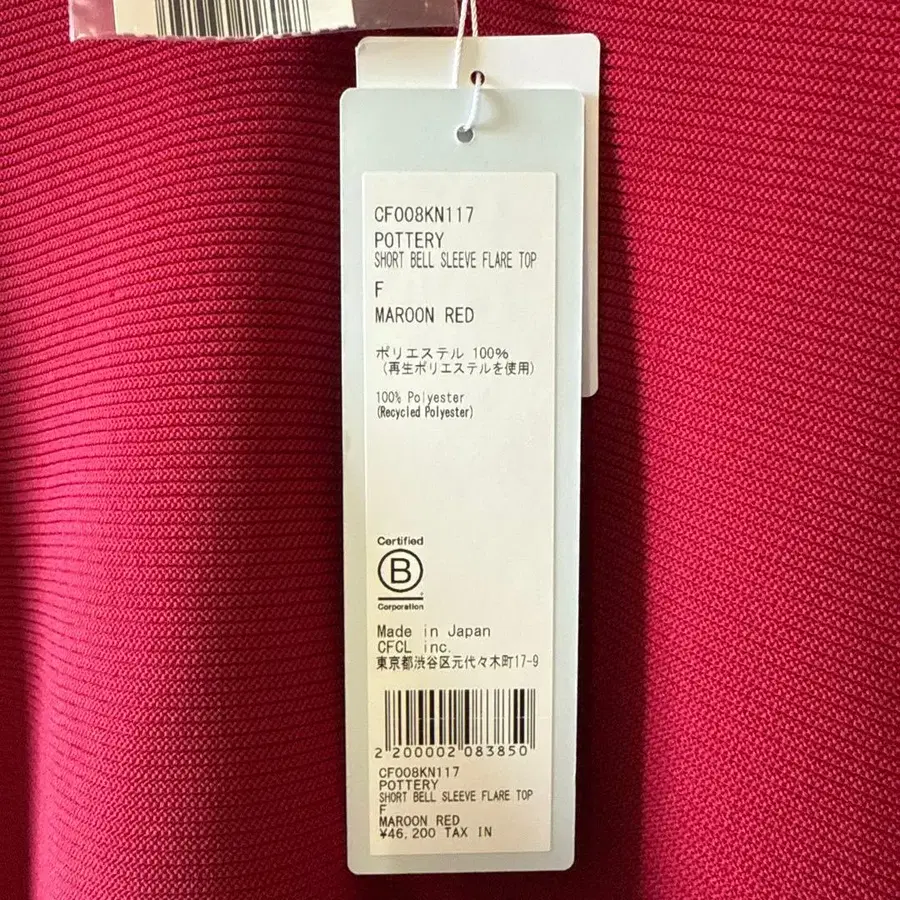 CF008KN117
POTTERY
SHORT BELL SLEEVE FLARE TOP
F
MAROON RED
ポリエステル 100%
(再生ポリエステルを使用)
100% Polyester
(Recycled Polyester)
Certified
B
Corporation
Made in Japan
CFCL inc.
東京都渋谷区元代々木町17-9
2 200002 083850
CF008KN117
POTTERY
SHORT BELL SLEEVE FLARE TOP
F
MAROON RED
¥46,200 TAX IN